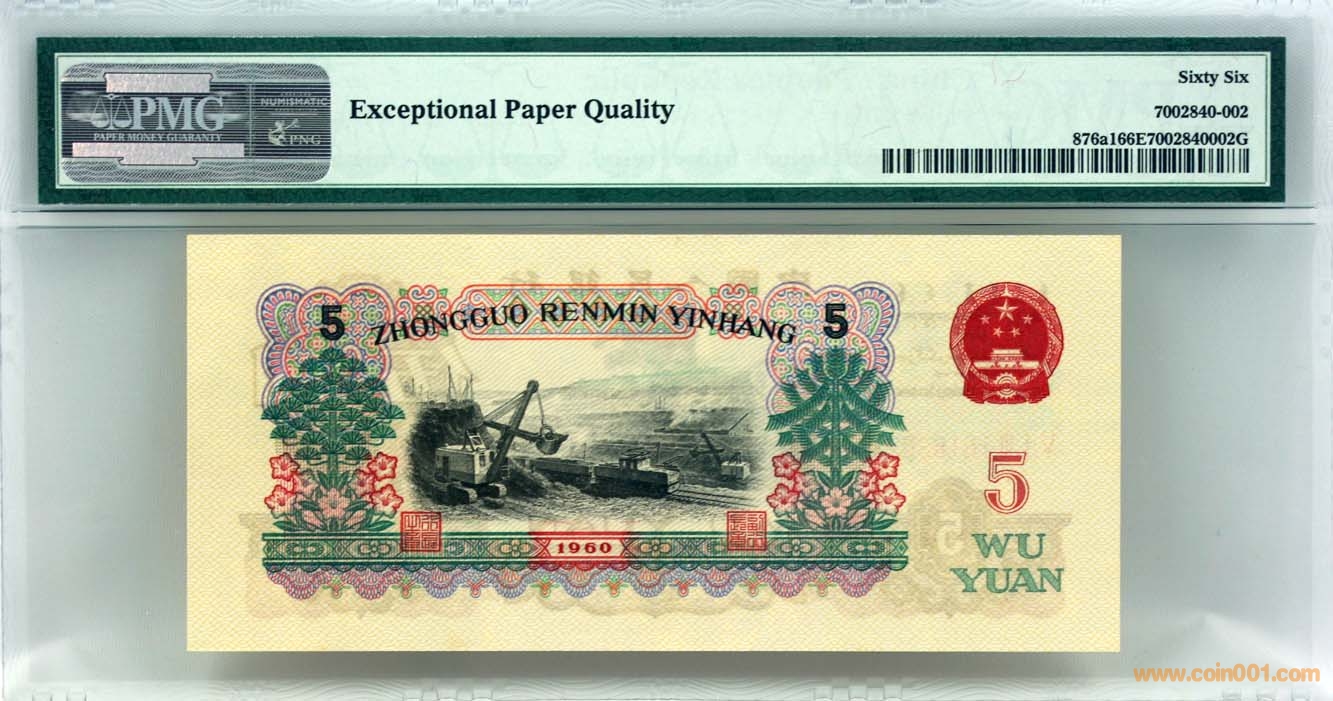 PMG
PAPER MONEY GUARANTY
NUMISMATIC
PNG
Exceptional Paper Quality
Sixty Six
7002840-002
876a166E7002840002G
5
ZHONGGUO RENMIN YINHANG
5
5
1960
WU
YUAN
www.coin001.com